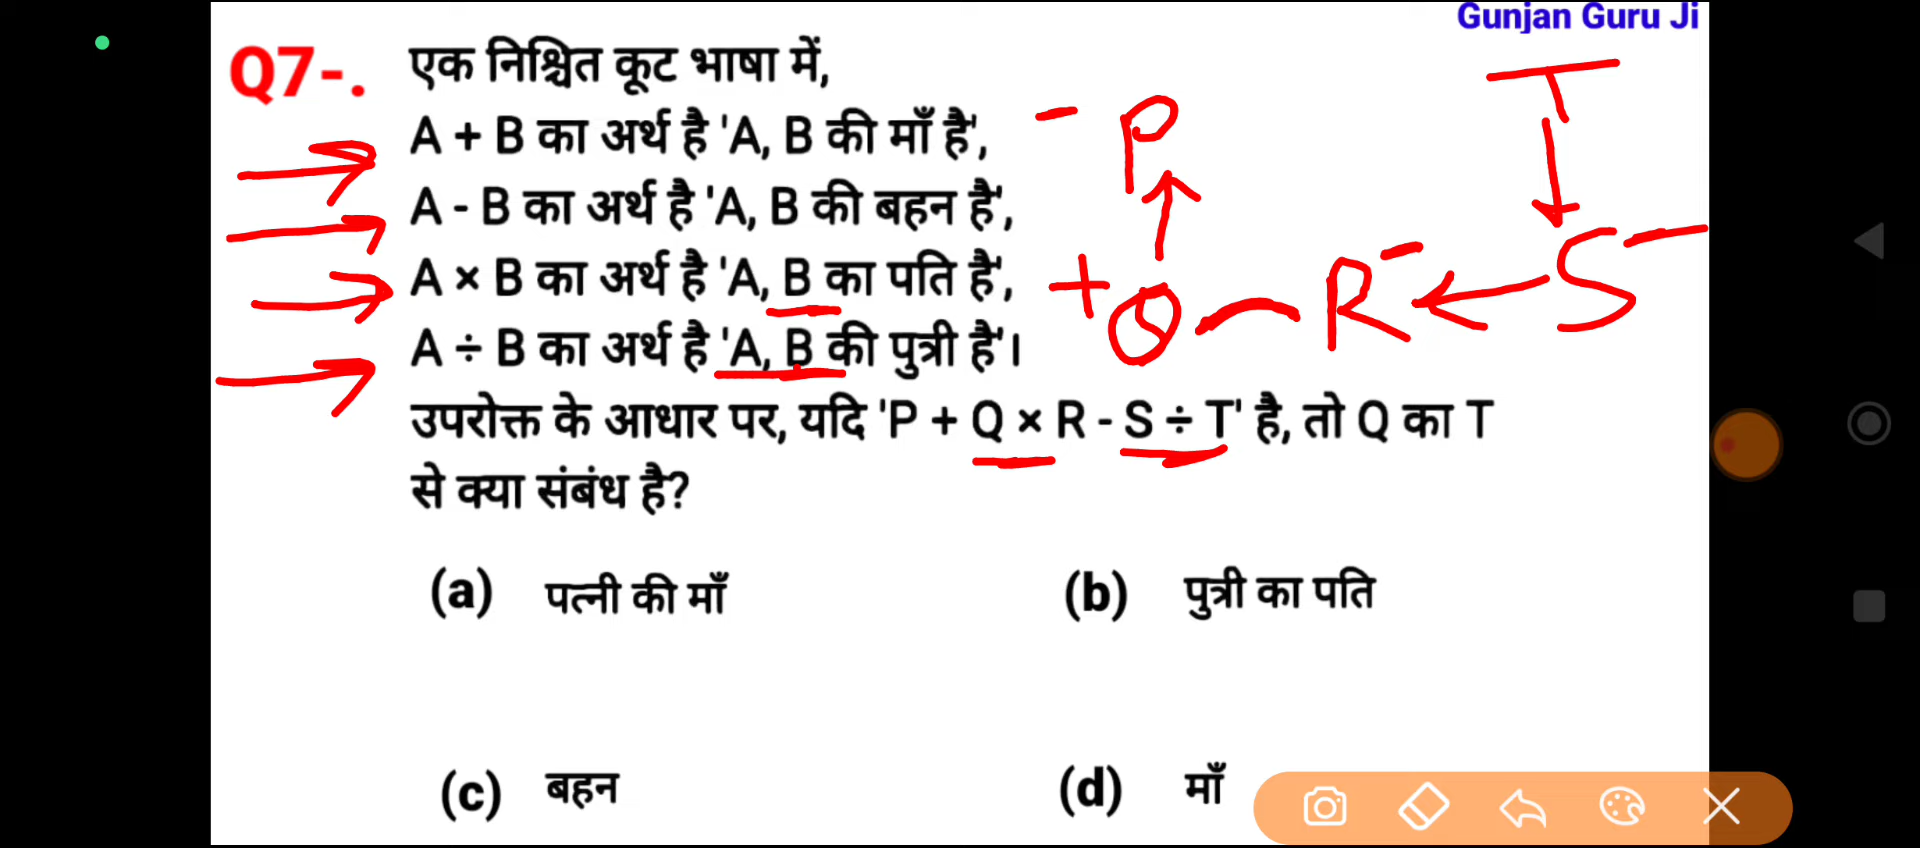 Gunjan Guru Ji
Q7-. एक निश्चित कूट भाषा में,
A + B का अर्थ है 'A, B की माँ है',
A - B का अर्थ है 'A, B की बहन है',
A × B का अर्थ है 'A, B का पति है',
A ÷ B का अर्थ है 'A, B की पुत्री है'।
उपरोक्त के आधार पर, यदि 'P + Q × R - S ÷ T' है, तो Q का T
से क्या संबंध है?
(a) पत्नी की माँ
(b) पुत्री का पति
(c) बहन
(d) माँ
- P
T
+ Q R - S -